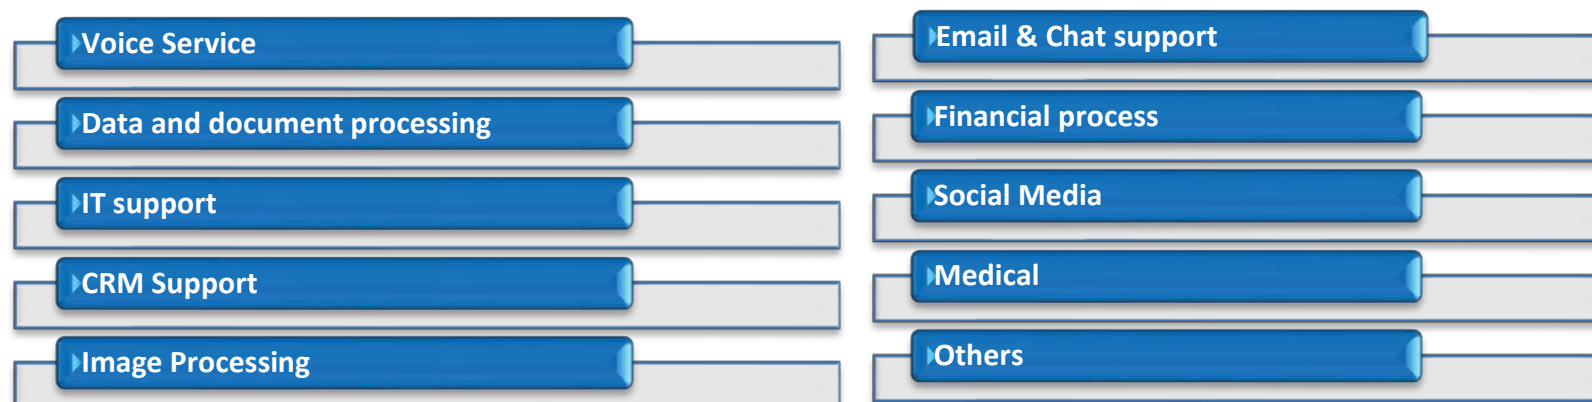 Voice Service
Data and document processing
IT support
CRM Support
Image Processing
Email & Chat support
Financial process
Social Media
Medical
Others